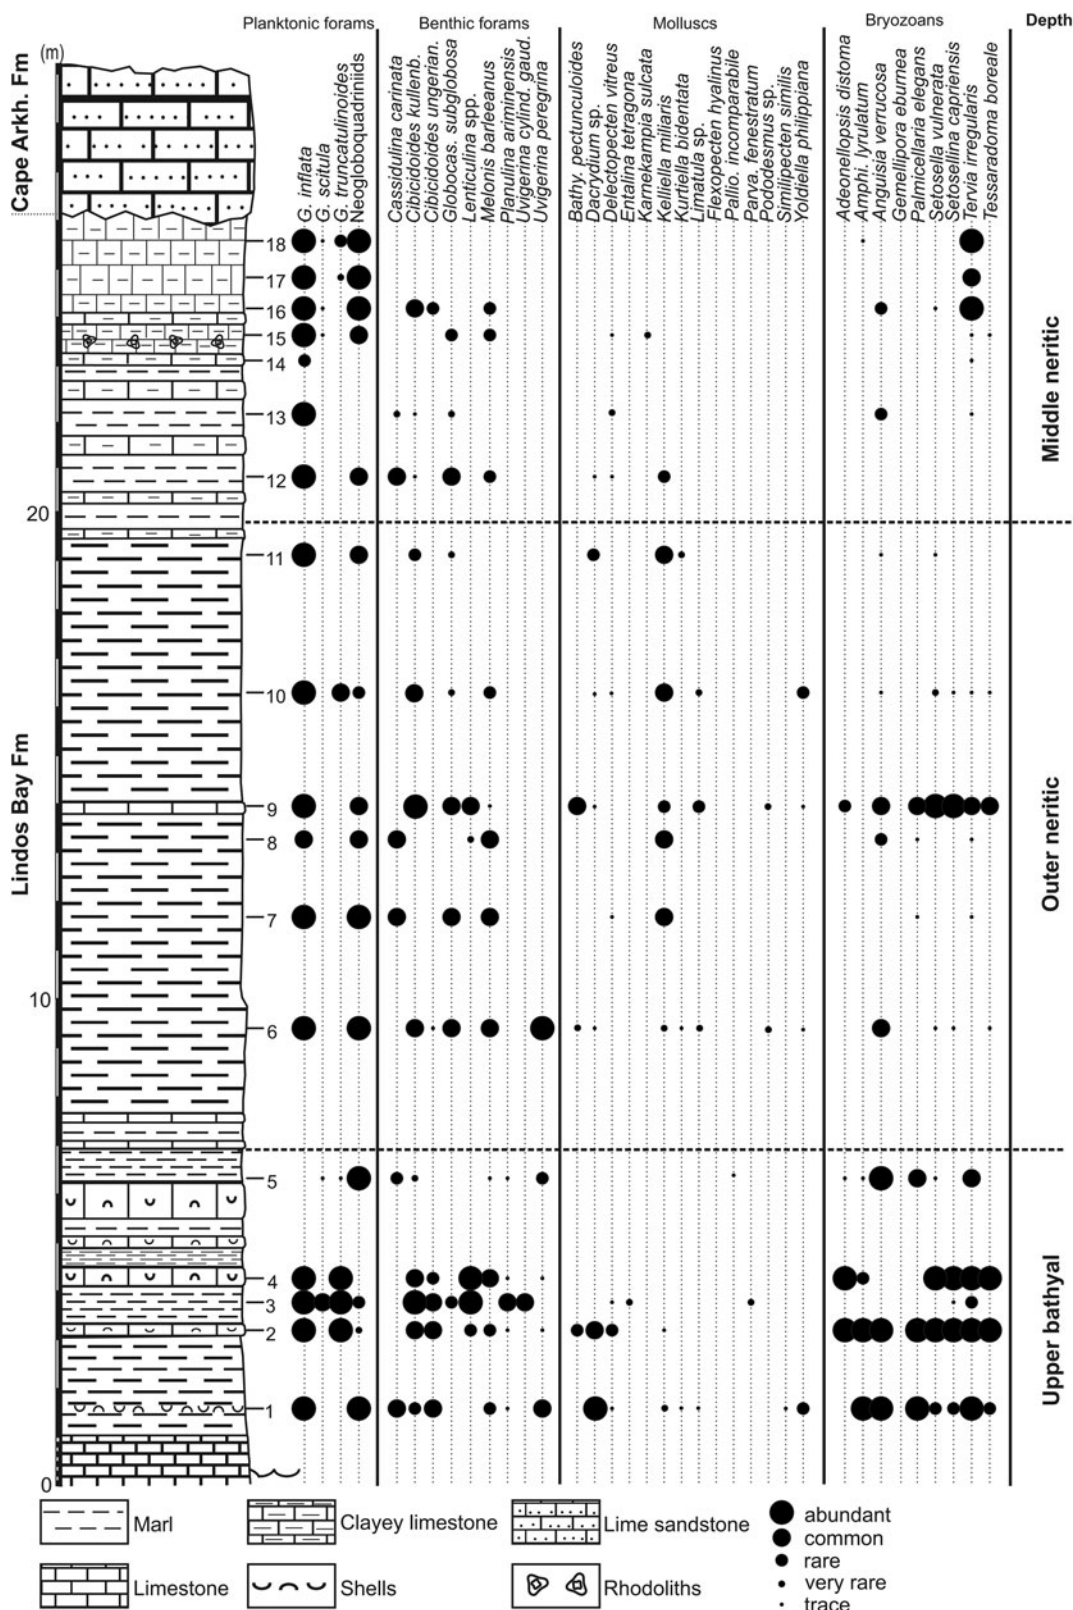 Planktonic forams
Benthic forams
Molluscs
Bryozoans
Depth
(m)
G. inflata
G. scitula
G. truncatulinoides
Neogloboquadriniids
Cassidulina carinata
Cibicidoides kullenb.
Cibicidoides ungerian.
Globocas. subglobosa
Lenticulina spp.
Melonis barleeanus
Planulina ariminensis
Uvigerina cylind. gaud.
Uvigerina peregrina
Bathy. pectunculoides
Dacrydium sp.
Delectopecten vitreus
Entalina tetragona
Karnekampia sulcata
Kelliella miliaris
Kurtiella bidentata
Limatula sp.
Flexopecten hyalinus
Pallio. incomparabile
Parva. fenestratum
Pododesmus sp.
Similipecten similis
Yoldiella philippiana
Adeonellopsis distoma
Amphi. lyrulatum
Anguisia verrucosa
Gemellipora eburnea
Palmicellaria elegans
Setosella vulnerata
Setosellina capriensis
Tervia irregularis
Tessaradoma boreale
Cape Arkh. Fm
Lindos Bay Fm
18
17
16
15
14
13
12
20
11
10
9
8
7
10
6
5
4
3
2
1
0
Middle neritic
Outer neritic
Upper bathyal
Marl
Clayey limestone
Lime sandstone
Limestone
Shells
Rhodoliths
abundant
common
rare
very rare
trace